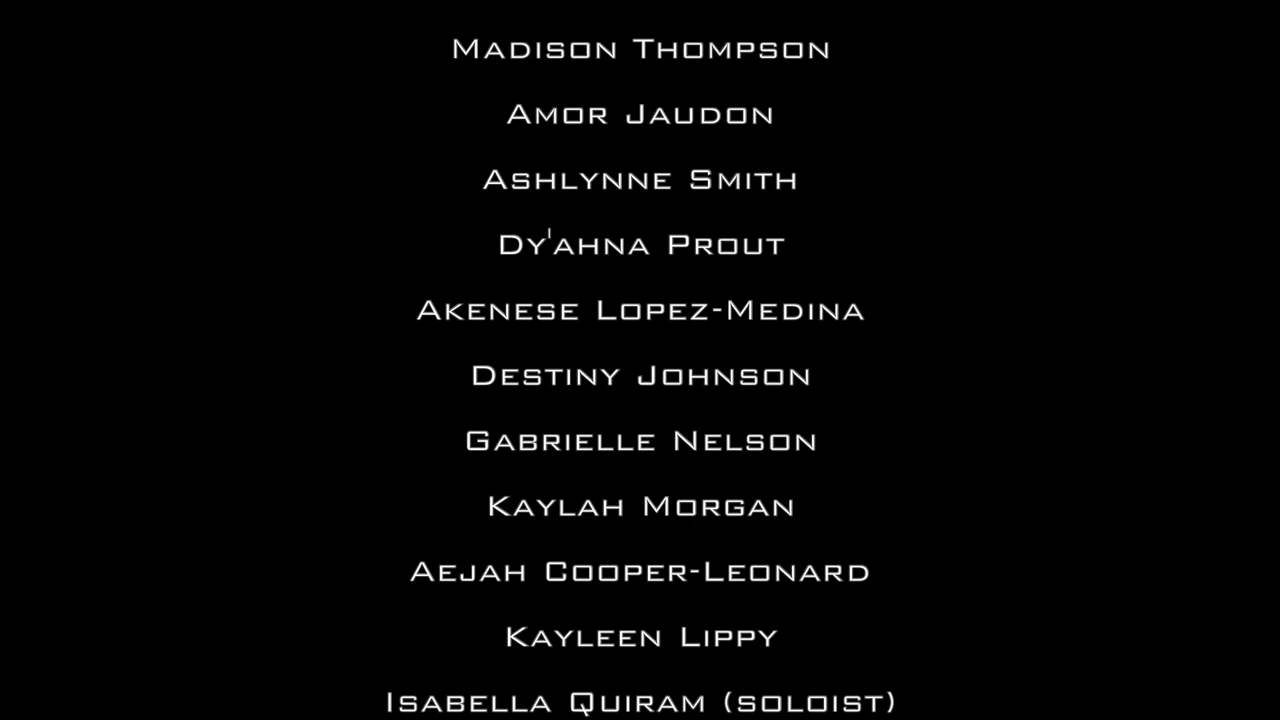 Madison Thompson
Amor Jaudon
Ashlynne Smith
Dy'ahna Prout
Akenese Lopez-Medina
Destiny Johnson
Gabrielle Nelson
Kaylah Morgan
Aejah Cooper-Leonard
Kayleen Lippy
Isabella Quiram (soloist)